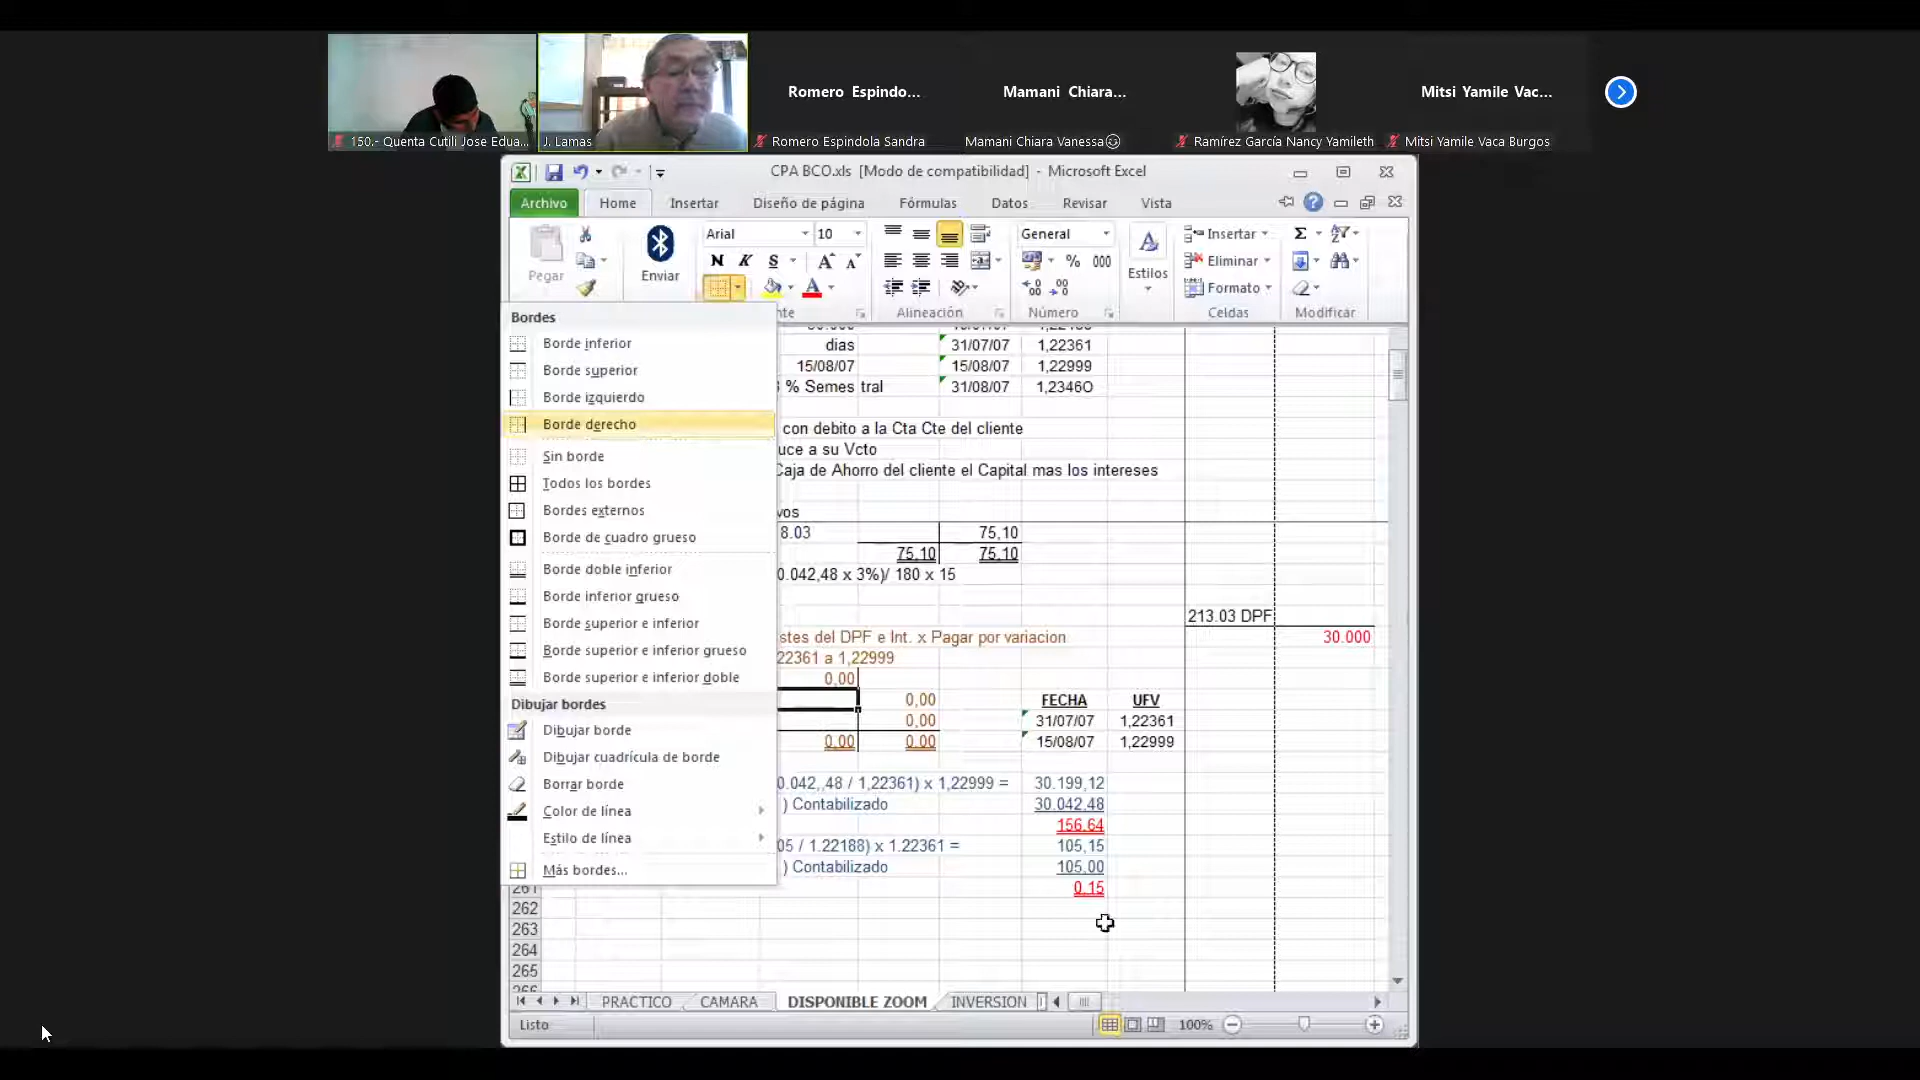 Romero Espindo...
Mamani Chiara...
Mitsi Yamile Vac...
150.- Quenta Cutili Jose Edua...
J. Lamas
Romero Espindola Sandra
Mamani Chiara Vanessa
Ramírez García Nancy Yamileth
Mitsi Yamile Vaca Burgos
CPA BCO.xls [Modo de compatibilidad] - Microsoft Excel
Archivo Home Insertar Diseño de página Fórmulas Datos Revisar Vista
Arial 10 General Insertar
Pegar Enviar N K S % 000 Estilos Eliminar
Formato
nte Alineación Número Celdas Modificar
Bordes
Borde inferior
Borde superior
Borde izquierdo
Borde derecho
Sin borde
Todos los bordes
Bordes externos
Borde de cuadro grueso
Borde doble inferior
Borde inferior grueso
Borde superior e inferior
Borde superior e inferior grueso
Borde superior e inferior doble
Dibujar bordes
Dibujar borde
Dibujar cuadrícula de borde
Borrar borde
Color de línea
Estilo de línea
Más bordes...
dias 31/07/07 1,22361
15/08/07 15/08/07 1,22999
% Semes tral 31/08/07 1,2346O
con debito a la Cta Cte del cliente
uce a su Vcto
Caja de Ahorro del cliente el Capital mas los intereses
vos
8.03 75,10
75,10 75,10
0.042,48 x 3%)/ 180 x 15
213.03 DPF
stes del DPF e Int. x Pagar por variacion 30.000
22361 a 1,22999
0,00
0,00 FECHA UFV
0,00 31/07/07 1,22361
0,00 0,00 15/08/07 1,22999
0.042,,48 / 1,22361) x 1,22999 = 30.199,12
) Contabilizado 30.042,48
156,64
05 / 1.22188) x 1.22361 = 105,15
) Contabilizado 105,00
261 0,15
262
263
264
265
PRACTICO CAMARA DISPONIBLE ZOOM INVERSION
Listo 100%